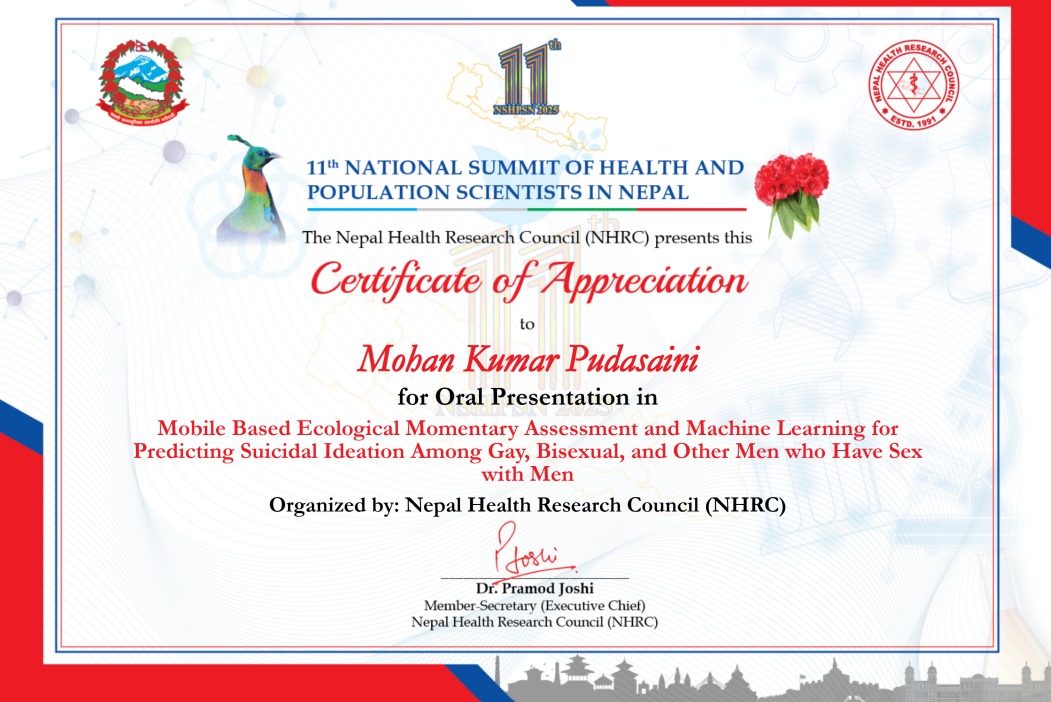 11th
NSHPSN 2025
NEPAL HEALTH RESEARCH COUNCIL
ESTD. 1991
11th NATIONAL SUMMIT OF HEALTH AND
POPULATION SCIENTISTS IN NEPAL
The Nepal Health Research Council (NHRC) presents this
Certificate of Appreciation
to
Mohan Kumar Pudasaini
for Oral Presentation in
Mobile Based Ecological Momentary Assessment and Machine Learning for
Predicting Suicidal Ideation Among Gay, Bisexual, and Other Men who Have Sex
with Men
Organized by: Nepal Health Research Council (NHRC)
PJoshi
Dr. Pramod Joshi
Member-Secretary (Executive Chief)
Nepal Health Research Council (NHRC)
11th
NSHPSN 2025